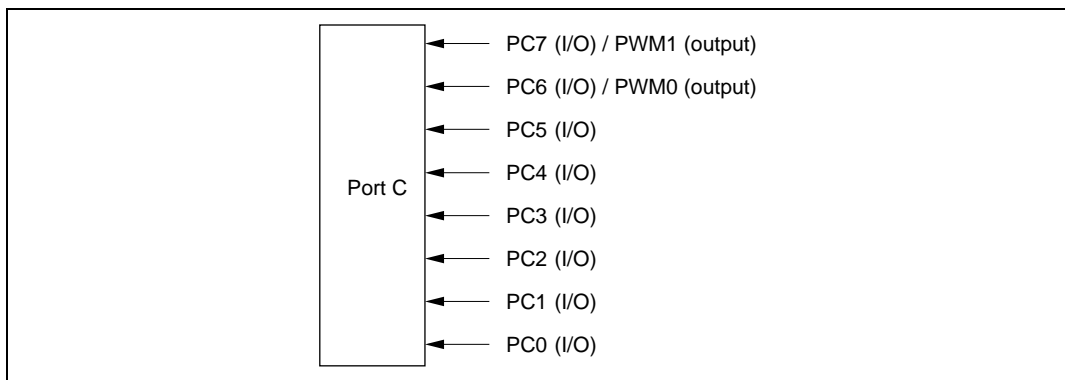 Port C
PC7 (I/O) / PWM1 (output)
PC6 (I/O) / PWM0 (output)
PC5 (I/O)
PC4 (I/O)
PC3 (I/O)
PC2 (I/O)
PC1 (I/O)
PC0 (I/O)